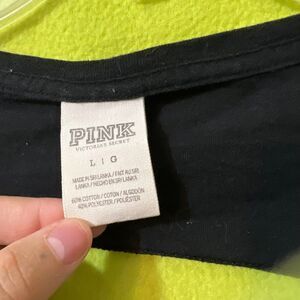 PINK
VICTORIA'S SECRET
L | G
MADE IN SRI LANKA / FAIT AU SRI
LANKA / HECHO EN SRI LANKA
60% COTTON / COTON / ALGODÓN
40% POLYESTER / POLIÉSTER